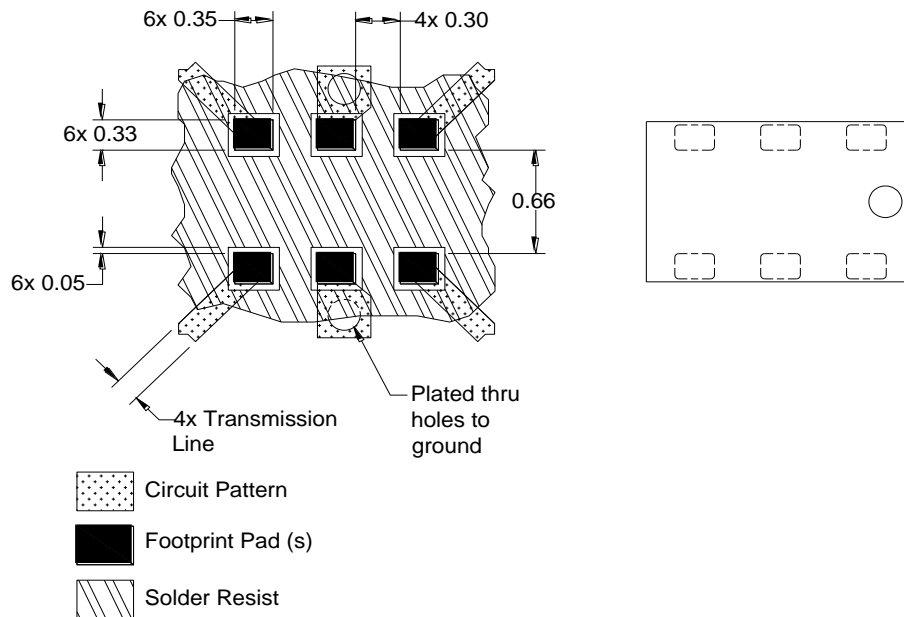 6x 0.35
4x 0.30
6x 0.33
0.66
6x 0.05
4x Transmission
Line
Plated thru
holes to
ground
Circuit Pattern
Footprint Pad (s)
Solder Resist